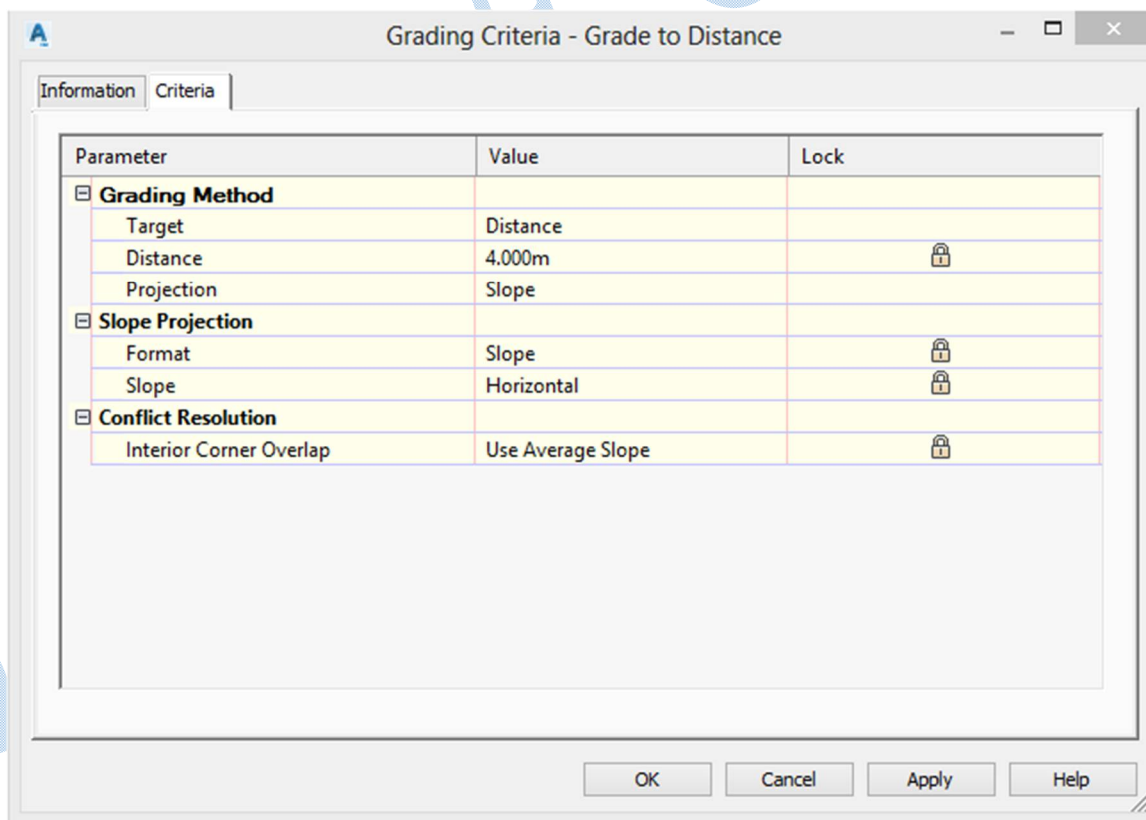 Grading Criteria - Grade to Distance
Information Criteria
Parameter Value Lock
Grading Method
Target Distance
Distance 4.000m
Projection Slope
Slope Projection
Format Slope
Slope Horizontal
Conflict Resolution
Interior Corner Overlap Use Average Slope
OK Cancel Apply Help